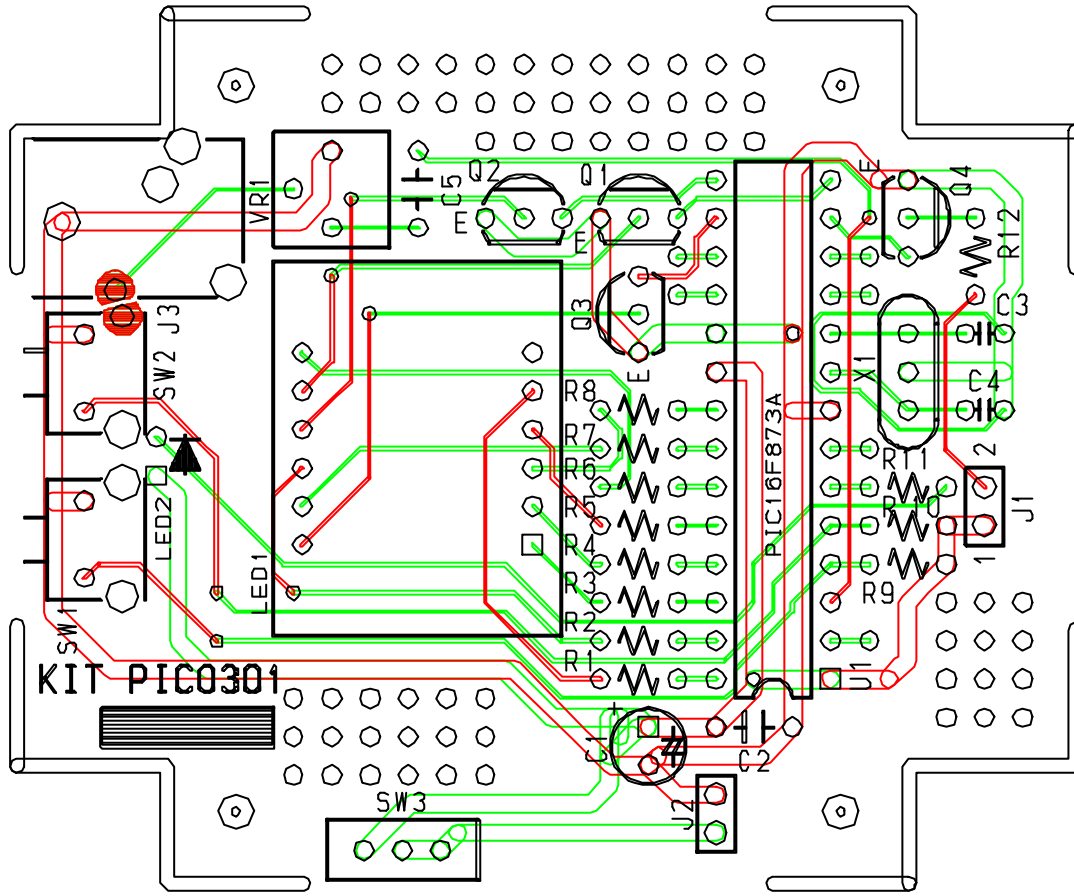 Q2
Q1
E
Q4
VR1
C5
E
E
R12
J3
Q3
C3
SW2
E
X1
C4
R8
R7
R6
R5
R4
R3
R2
R1
PIC16F873A
R11
R10
R9
2
J1
1
LED2
LED1
SW1
KIT PIC0301
U1
+
C1
C2
SW3
J2